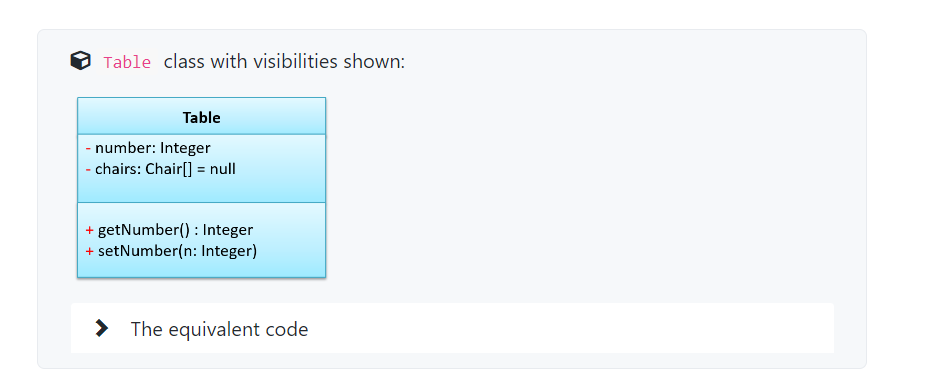 Table class with visibilities shown:
Table
- number: Integer
- chairs: Chair[] = null
+ getNumber() : Integer
+ setNumber(n: Integer)
The equivalent code